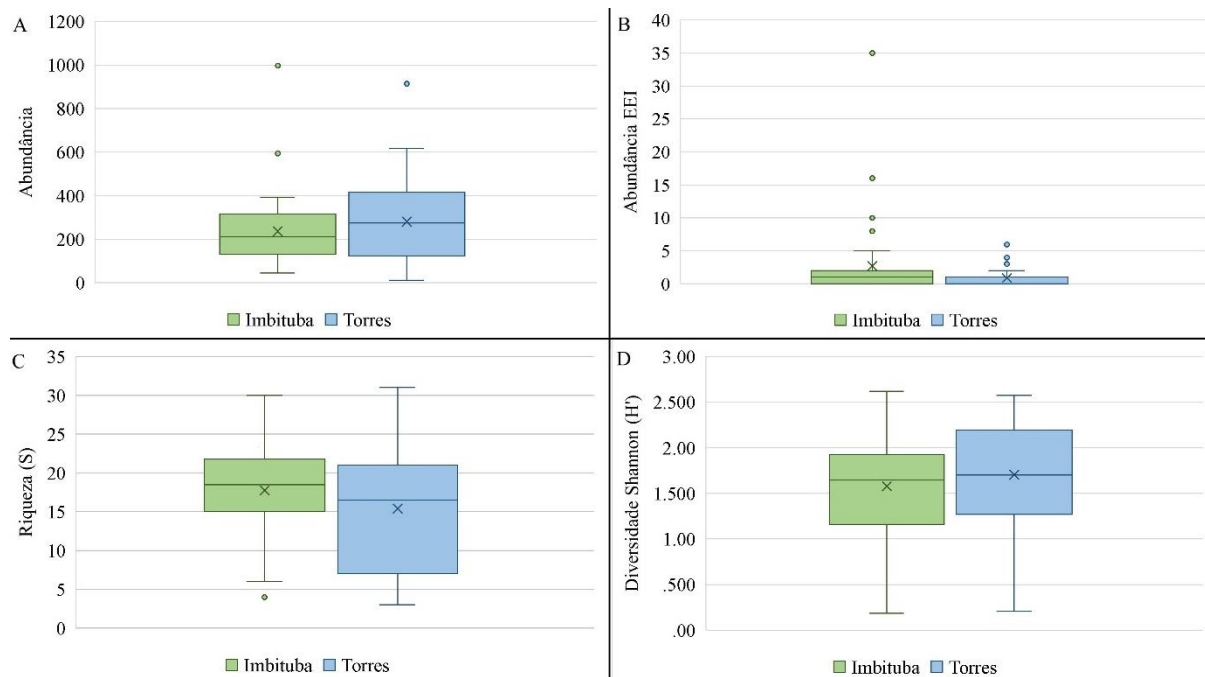 A
1200
1000
800
600
400
200
0
Abundância
Imbituba Torres
B
40
35
30
25
20
15
10
5
0
Abundância EEI
Imbituba Torres
C
35
30
25
20
15
10
5
0
Riqueza (S)
Imbituba Torres
D
3.00
2.500
2.00
1.500
1.00
.500
.00
Diversidade Shannon (H')
Imbituba Torres